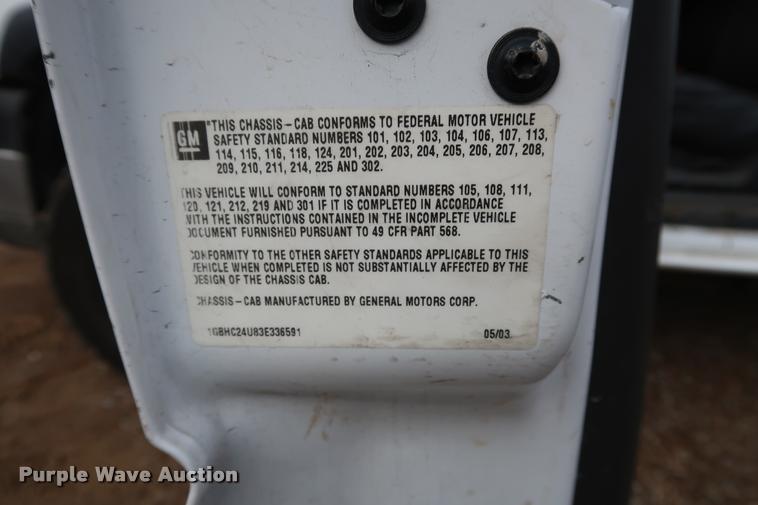 GM
*THIS CHASSIS-CAB CONFORMS TO FEDERAL MOTOR VEHICLE
SAFETY STANDARD NUMBERS 101, 102, 103, 104, 106, 107, 113,
114, 115, 116, 118, 124, 201, 202, 203, 204, 205, 206, 207, 208,
209, 210, 211, 214, 225 AND 302.
THIS VEHICLE WILL CONFORM TO STANDARD NUMBERS 105, 108, 111,
120, 121, 212, 219 AND 301 IF IT IS COMPLETED IN ACCORDANCE
WITH THE INSTRUCTIONS CONTAINED IN THE INCOMPLETE VEHICLE
DOCUMENT FURNISHED PURSUANT TO 49 CFR PART 568.
CONFORMITY TO THE OTHER SAFETY STANDARDS APPLICABLE TO THIS
VEHICLE WHEN COMPLETED IS NOT SUBSTANTIALLY AFFECTED BY THE
DESIGN OF THE CHASSIS CAB.
CHASSIS-CAB MANUFACTURED BY GENERAL MOTORS CORP.
1GBHC24U83E336591 05/03
Purple Wave Auction